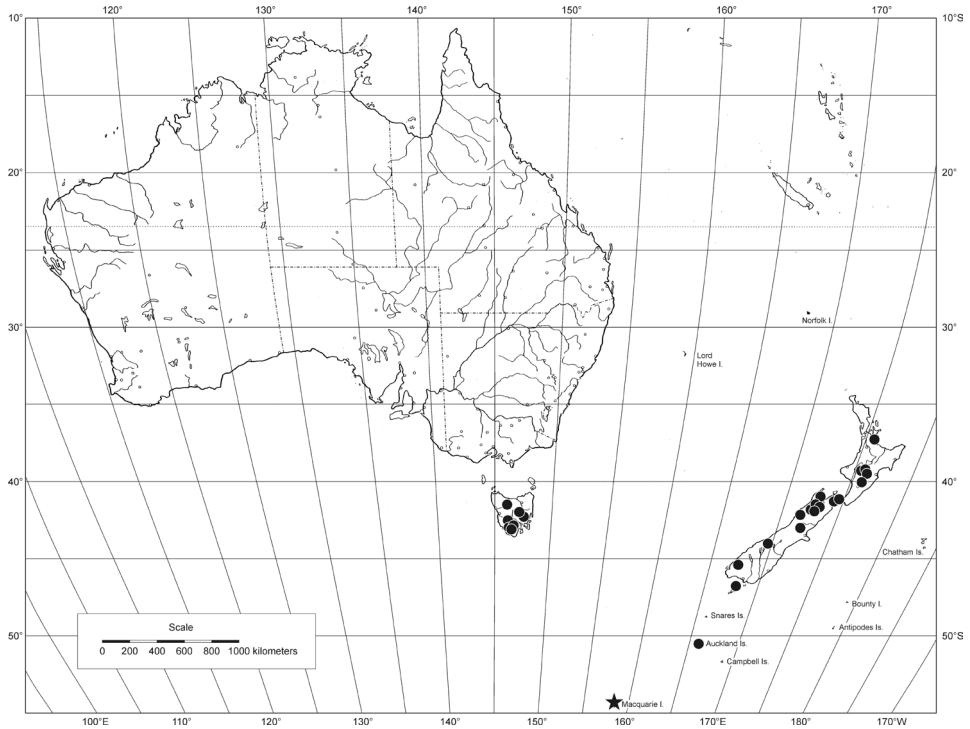 120° 130° 140° 150° 160° 170°
10° 10°S
20° 20°
Norfolk I.
30° 30°
Lord
Howe I.
40° 40°
Chatham Is.
Bounty I.
Snares Is.
Antipodes Is.
Scale
50° 50°S
Auckland Is.
0 200 400 600 800 1000 kilometers
Campbell Is.
Macquarie I.
100°E 110° 120° 130° 140° 150° 160° 170°E 180° 170°W